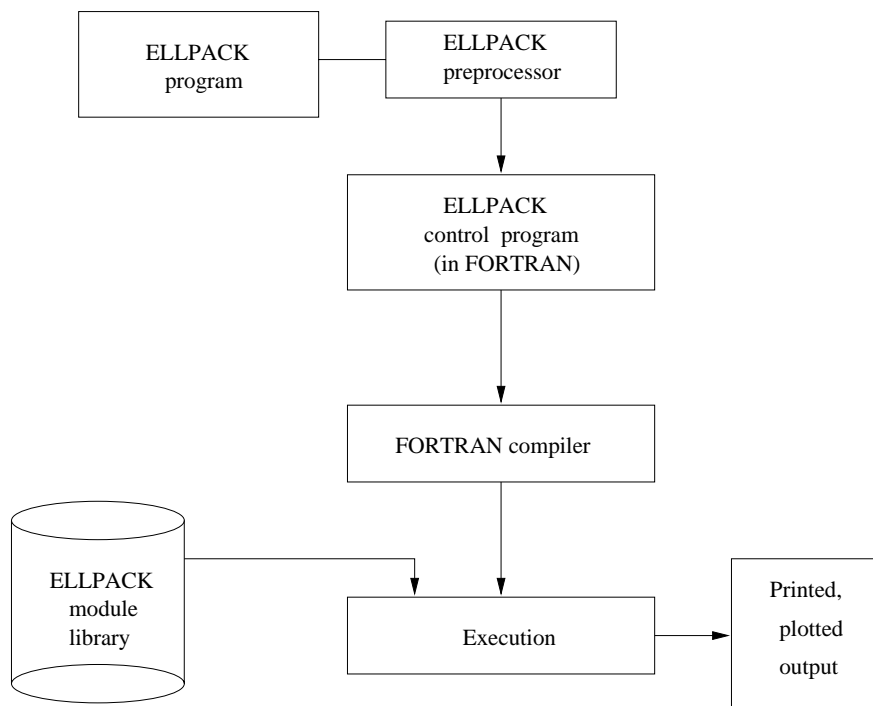 ELLPACK
program
ELLPACK
preprocessor
ELLPACK
control program
(in FORTRAN)
FORTRAN compiler
ELLPACK
module
library
Execution
Printed,
plotted
output